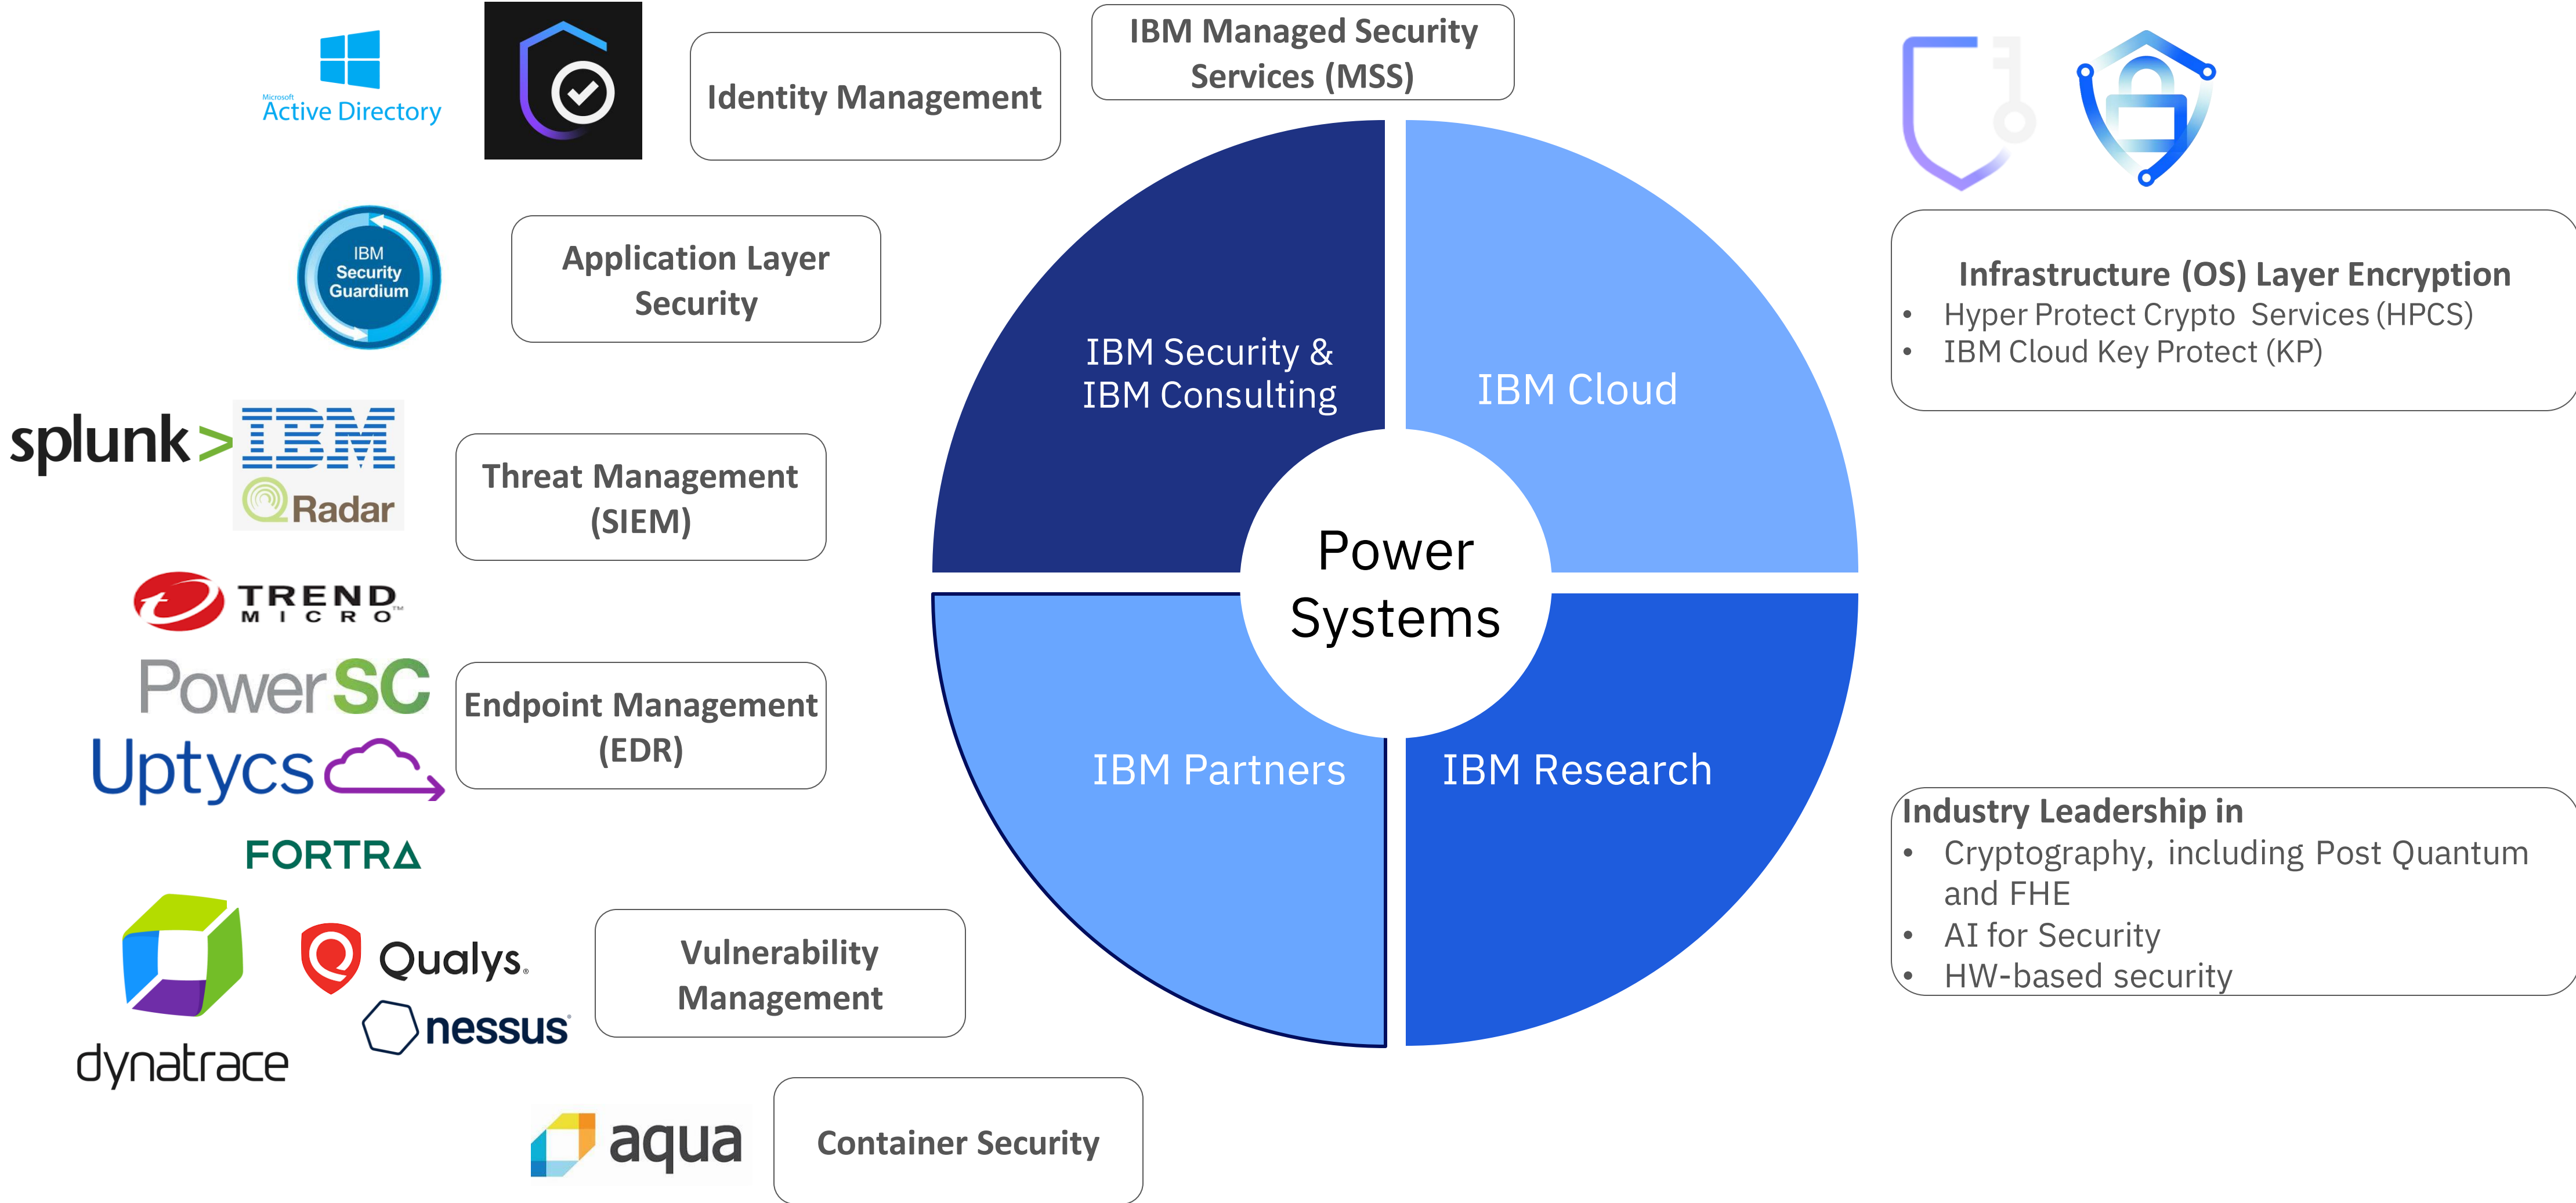 Microsoft
Active Directory
Identity Management
IBM Managed Security
Services (MSS)
IBM
Security
Guardium
Application Layer
Security
splunk>
IBM
QRadar
Threat Management
(SIEM)
TREND
MICRO™
PowerSC
Uptycs
Endpoint Management
(EDR)
FORTRA
dynatrace
Qualys.
nessus
Vulnerability
Management
aqua
Container Security
IBM Security &
IBM Consulting
IBM Cloud
Power
Systems
IBM Partners
IBM Research
Infrastructure (OS) Layer Encryption
• Hyper Protect Crypto Services (HPCS)
• IBM Cloud Key Protect (KP)
Industry Leadership in
• Cryptography, including Post Quantum
and FHE
• AI for Security
• HW-based security